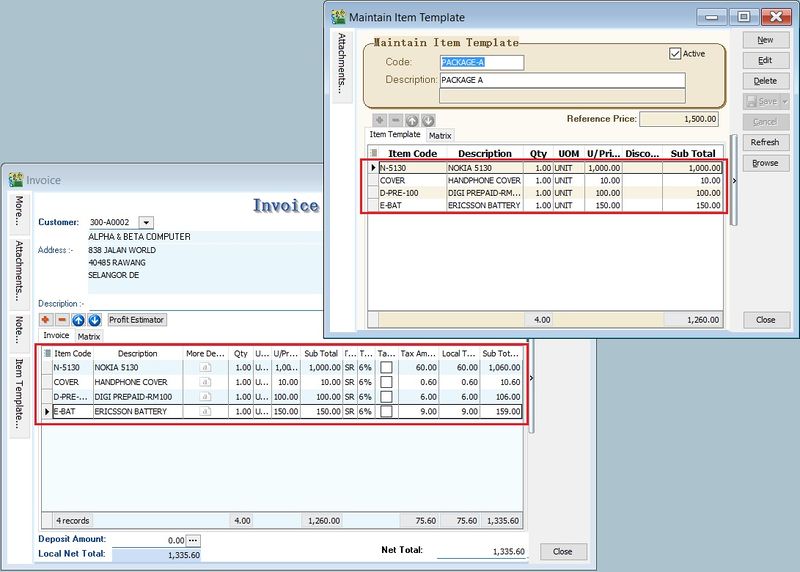 Maintain Item Template
Attachments...
Maintain Item Template
Active
Code: PACKAGE-A
Description: PACKAGE A
Reference Price: 1,500.00
Item Template Matrix
Item Code Description Qty UOM U/Pri... Disco... Sub Total
N-5130 NOKIA 5130 1.00 UNIT 1,000.00 1,000.00
COVER HANDPHONE COVER 1.00 UNIT 10.00 10.00
D-PRE-100 DIGI PREPAID-RM... 1.00 UNIT 100.00 100.00
E-BAT ERICSSON BATTERY 1.00 UNIT 150.00 150.00
4.00 1,260.00
New
Edit
Delete
Save
Cancel
Refresh
Browse
Close
Invoice
More...
Attachments...
Note...
Item Template...
Invoice
Customer: 300-A0002
ALPHA & BETA COMPUTER
Address :- 838 JALAN WORLD
40485 RAWANG
SELANGOR DE
Description :-
Profit Estimator
Invoice Matrix
Item Code Description More De... Qty U... U/Pr... Sub Total T... T... Ta... Tax Am... Local T... Sub Tot...
N-5130 NOKIA 5130 a 1.00 U... 1,00... 1,000.00 SR 6% 60.00 60.00 1,060.00
COVER HANDPHONE COVER a 1.00 U... 10.00 10.00 SR 6% 0.60 0.60 10.60
D-PRE-... DIGI PREPAID-RM100 a 1.00 U... 100.00 100.00 SR 6% 6.00 6.00 106.00
E-BAT ERICSSON BATTERY a 1.00 U... 150.00 150.00 SR 6% 9.00 9.00 159.00
4 records 4.00 1,260.00 75.60 75.60 1,335.60
Deposit Amount: 0.00 ...
Local Net Total: 1,335.60
Net Total: 1,335.60
Close